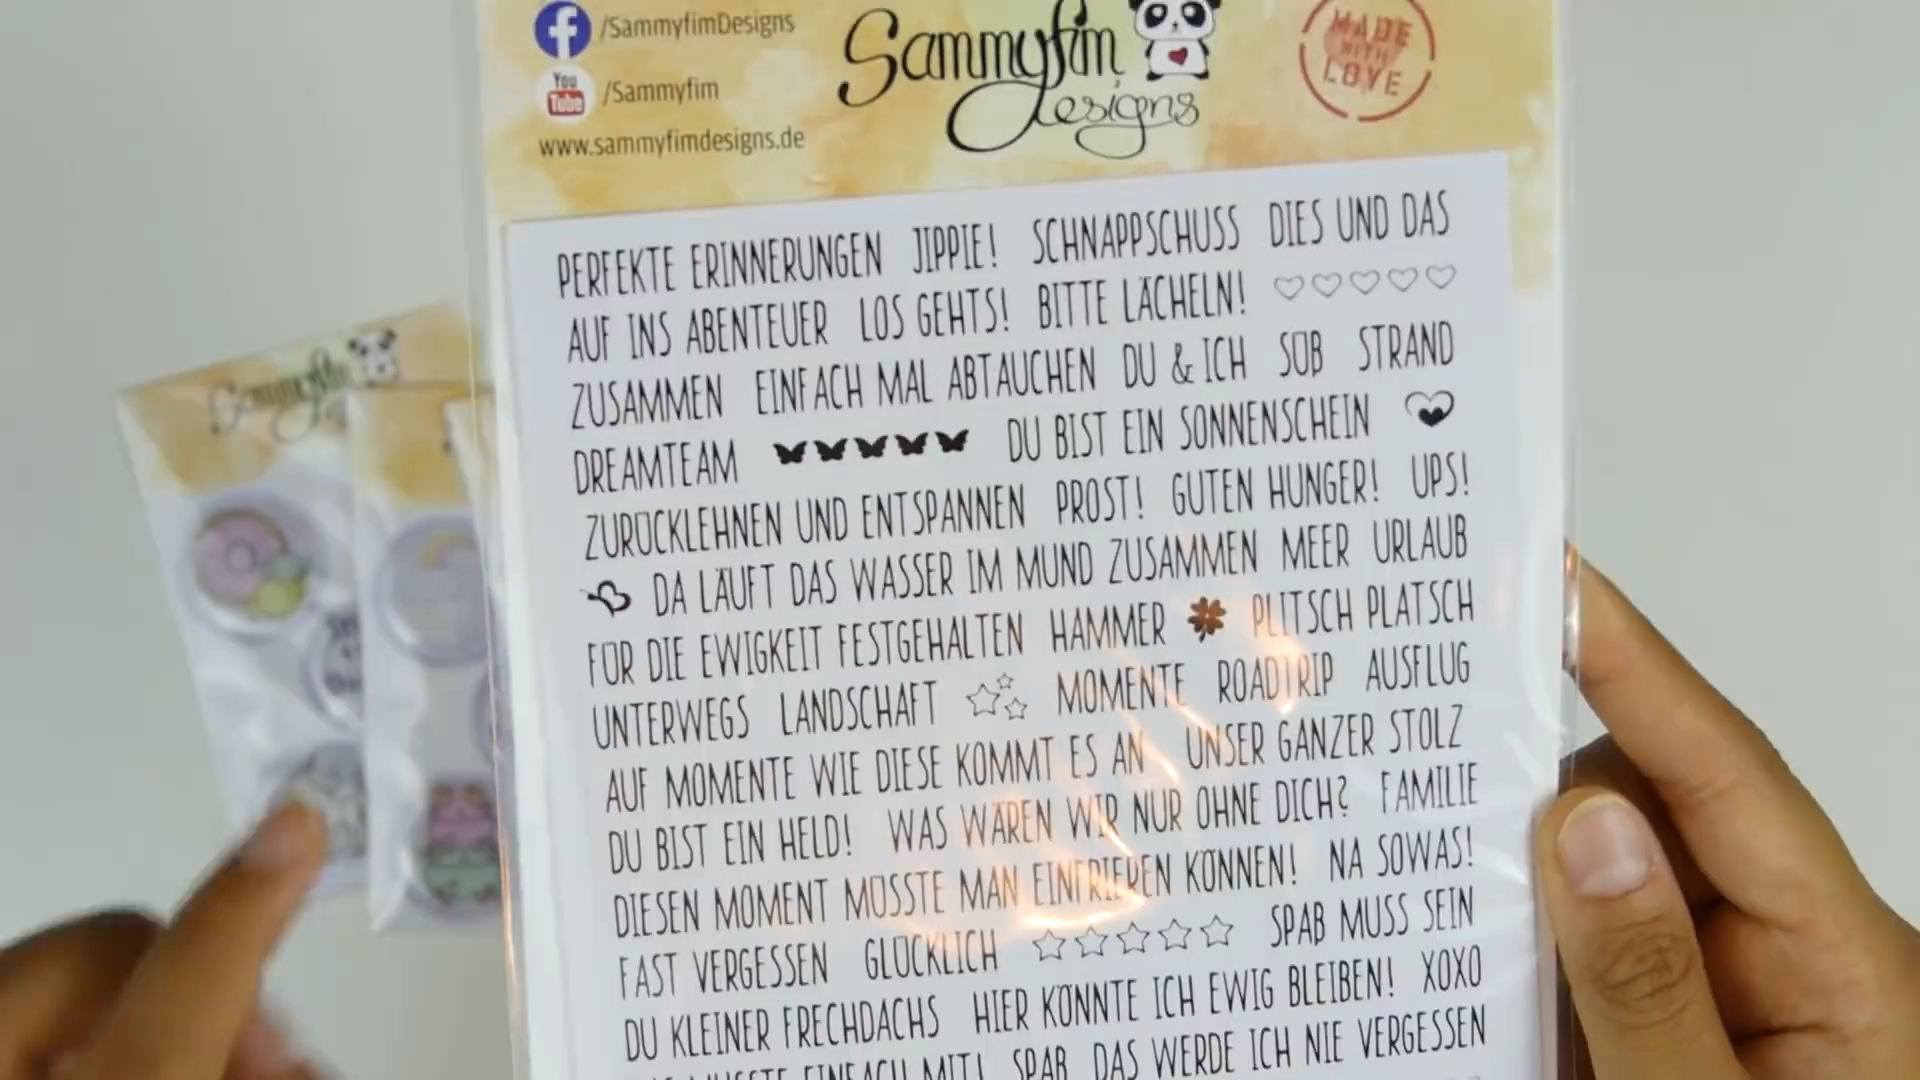 /SammyfimDesigns
You Tube /Sammyfim
www.sammyfimdesigns.de
Sammyfim Designs
MADE WITH LOVE
PERFEKTE ERINNERUNGEN JIPPIE! SCHNAPPSCHUSS DIES UND DAS
AUF INS ABENTEUER LOS GEHTS! BITTE LÄCHELN!
ZUSAMMEN EINFACH MAL ABTAUCHEN DU & ICH SÜß STRAND
DREAMTEAM DU BIST EIN SONNENSCHEIN
ZURÜCKLEHNEN UND ENTSPANNEN PROST! GUTEN HUNGER! UPS!
DA LÄUFT DAS WASSER IM MUND ZUSAMMEN MEER URLAUB
FÜR DIE EWIGKEIT FESTGEHALTEN HAMMER PLITSCH PLATSCH
UNTERWEGS LANDSCHAFT MOMENTE ROADTRIP AUSFLUG
AUF MOMENTE WIE DIESE KOMMT ES AN UNSER GANZER STOLZ
DU BIST EIN HELD! WAS WÄREN WIR NUR OHNE DICH? FAMILIE
DIESEN MOMENT MÜSSTE MAN EINFRIEREN KÖNNEN! NA SOWAS!
FAST VERGESSEN GLÜCKLICH SPAß MUSS SEIN
DU KLEINER FRECHDACHS HIER KÖNNTE ICH EWIG BLEIBEN! XOXO
MUSSTE EINFACH MIT! SPAß DAS WERDE ICH NIE VERGESSEN
Sammyfim